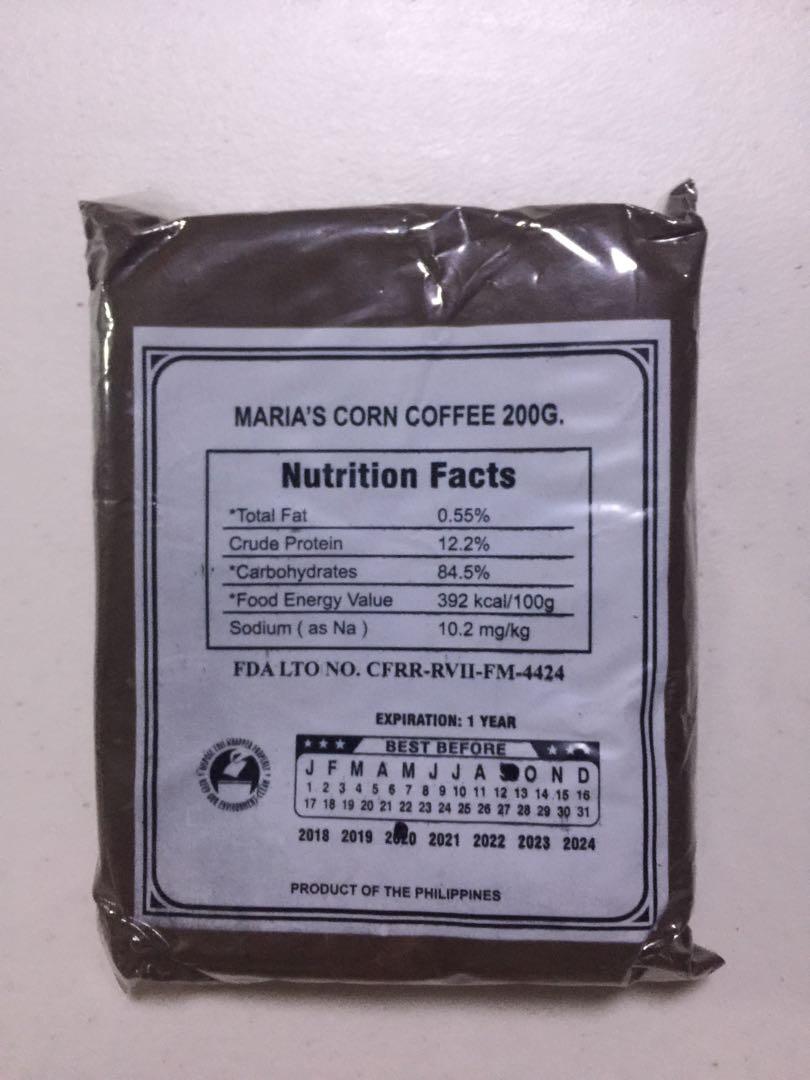 MARIA'S CORN COFFEE 200G.
Nutrition Facts
*Total Fat 0.55%
Crude Protein 12.2%
*Carbohydrates 84.5%
*Food Energy Value 392 kcal/100g
Sodium ( as Na ) 10.2 mg/kg
FDA LTO NO. CFRR-RVII-FM-4424
EXPIRATION: 1 YEAR
BEST BEFORE
J F M A M J J A O N D
1 2 3 4 5 6 7 8 9 10 11 12 13 14 15 16
17 18 19 20 21 22 23 24 25 26 27 28 29 30 31
2018 2019 2020 2021 2022 2023 2024
PRODUCT OF THE PHILIPPINES